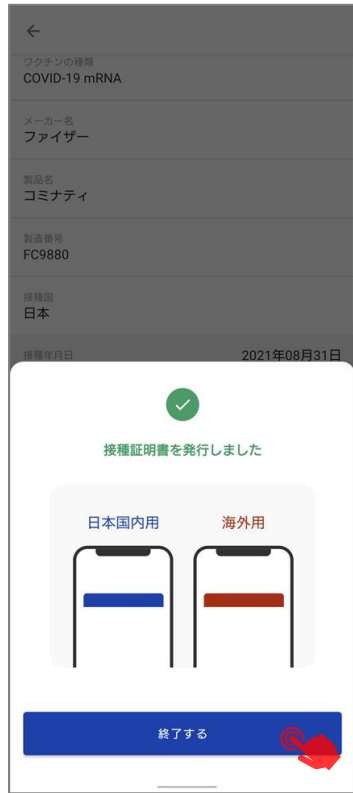 ワクチンの種類
COVID-19 mRNA
メーカー名
ファイザー
製品名
コミナティ
製造番号
FC9880
接種国
日本
接種年月日 2021年08月31日
接種証明書を発行しました
日本国内用 海外用
終了する